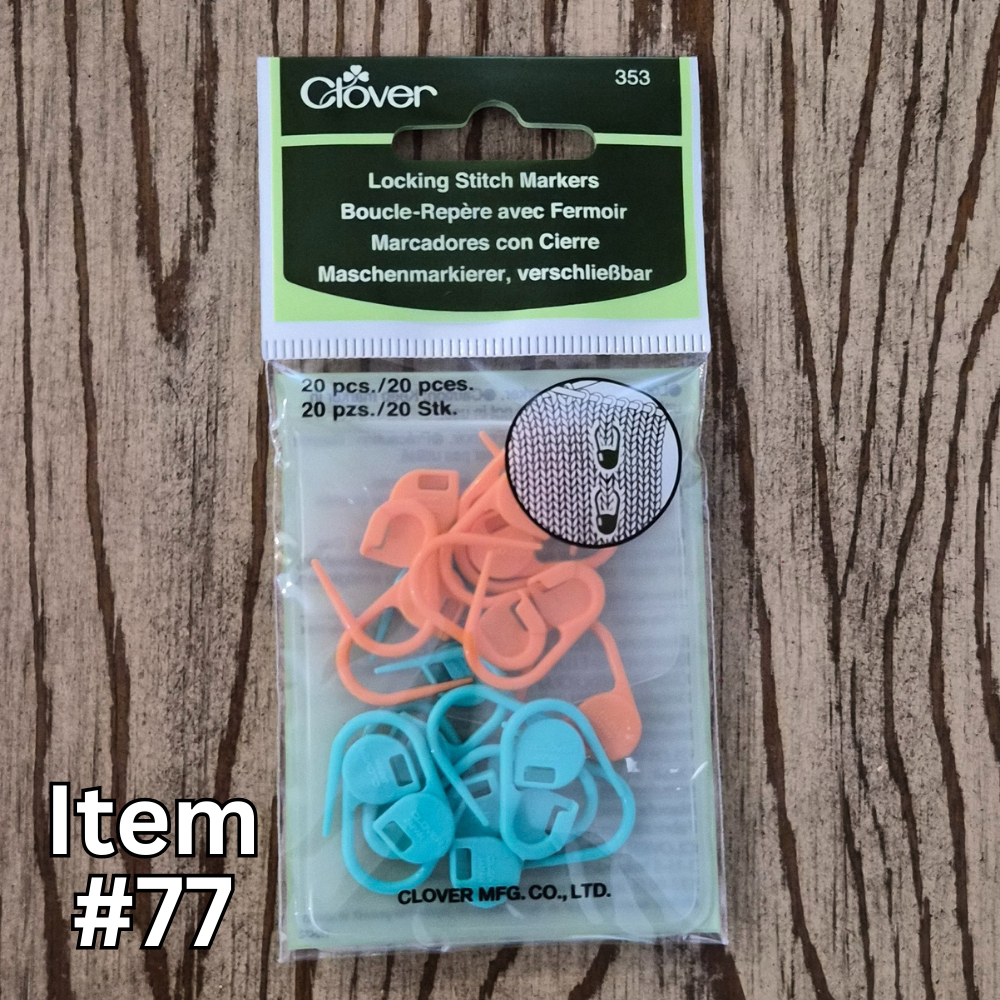 Clover
353
Locking Stitch Markers
Boucle-Repère avec Fermoir
Marcadores con Cierre
Maschenmarkierer, verschließbar
20 pcs./20 pces.
20 pzs./20 Stk.
CLOVER MFG. CO., LTD.
Item
#77